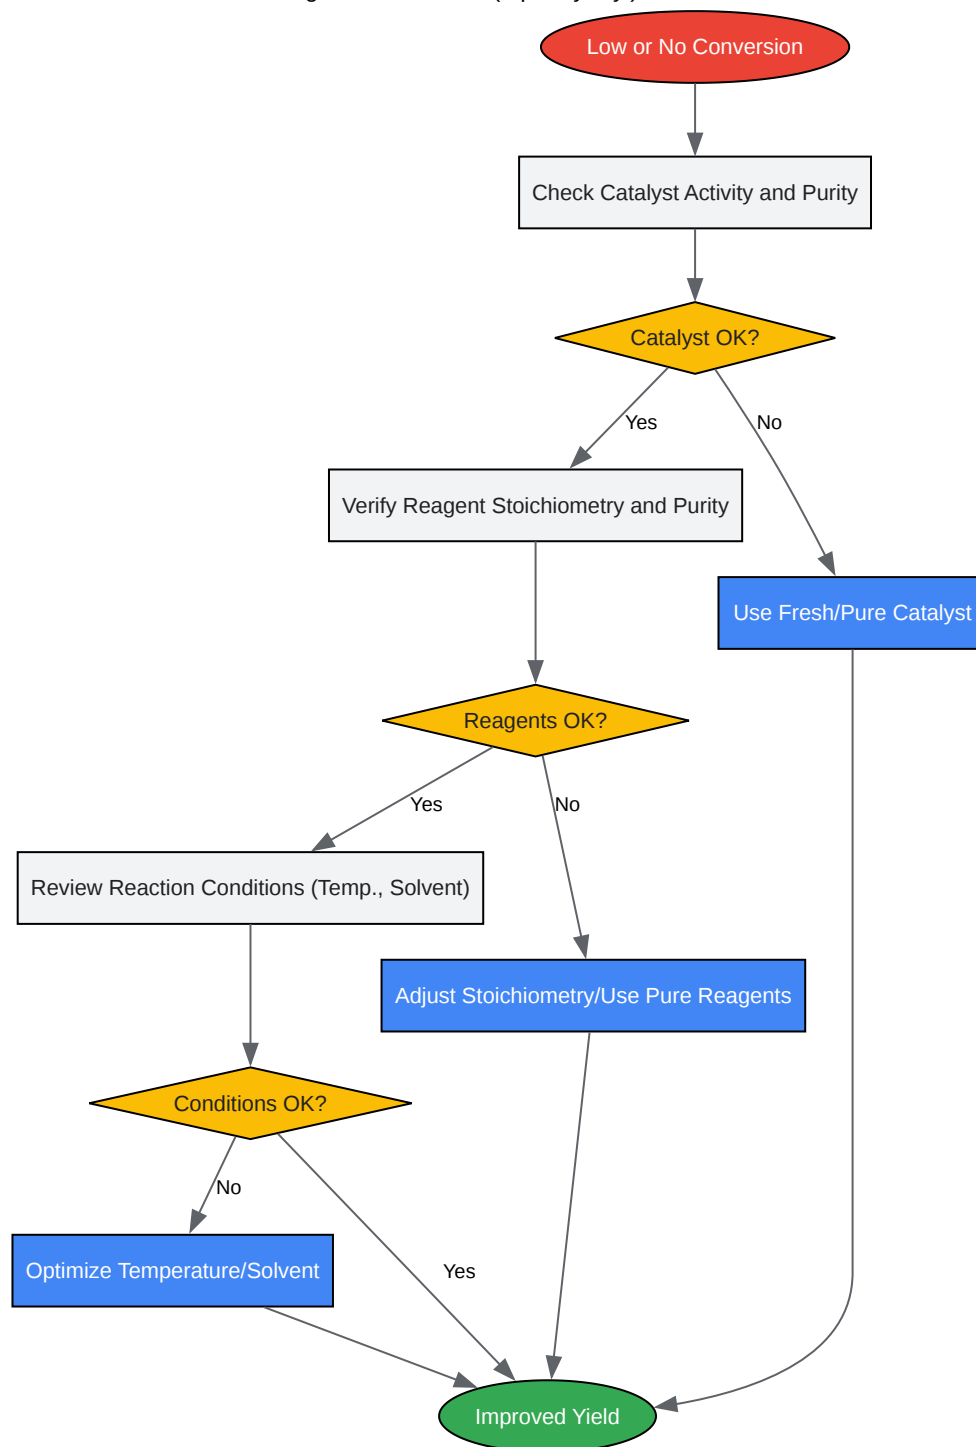 Low or No Conversion
Check Catalyst Activity and Purity
Catalyst OK?
Yes
No
Verify Reagent Stoichiometry and Purity
Use Fresh/Pure Catalyst
Reagents OK?
Yes
No
Review Reaction Conditions (Temp., Solvent)
Adjust Stoichiometry/Use Pure Reagents
Conditions OK?
No
Yes
Optimize Temperature/Solvent
Improved Yield